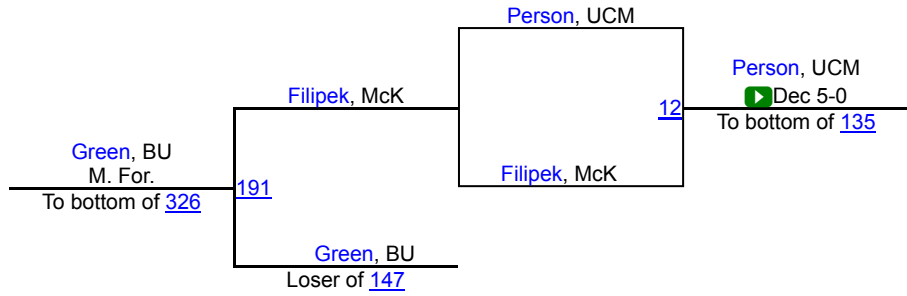 Person, UCM
Person, UCM
Dec 5-0
Filipek, McK
12
To bottom of 135
Green, BU
M. For.
Filipek, McK
191
To bottom of 326
Green, BU
Loser of 147